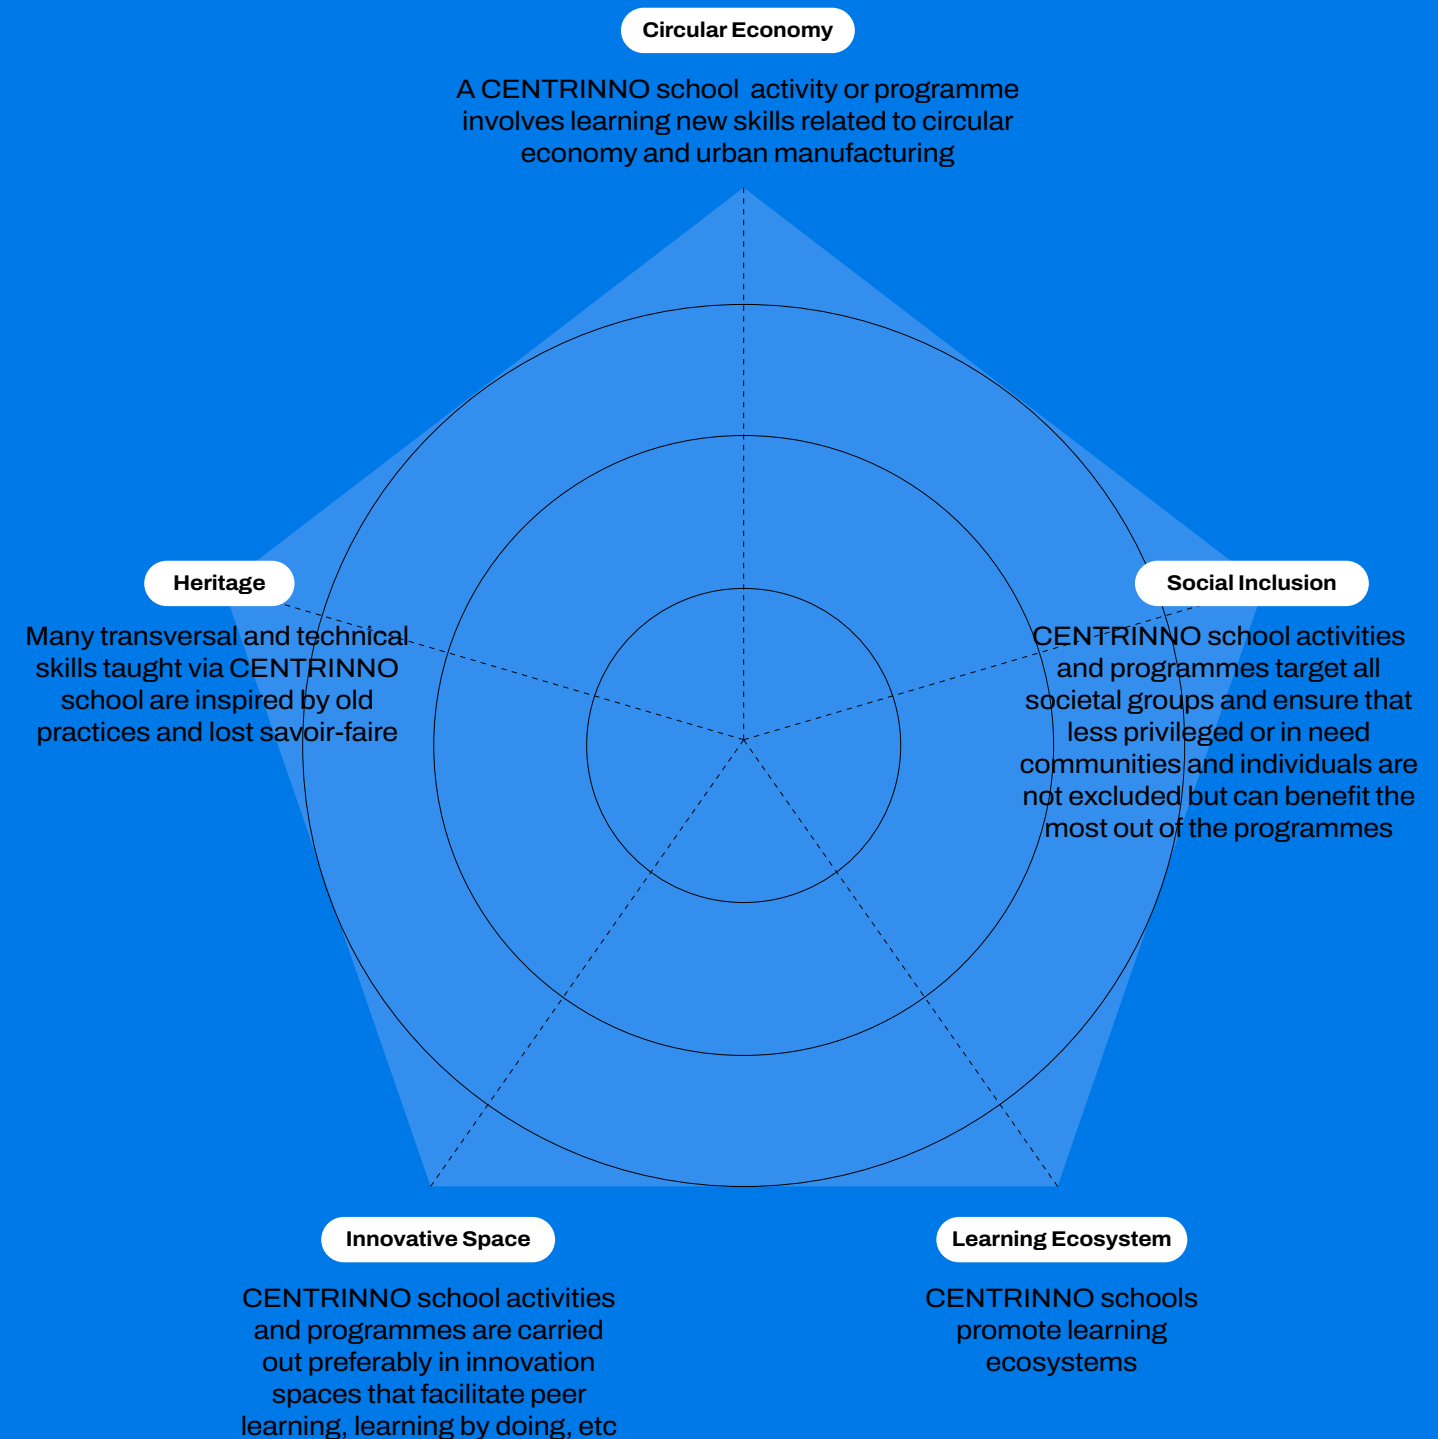 Circular Economy
A CENTRINNO school activity or programme
involves learning new skills related to circular
economy and urban manufacturing
Heritage
Many transversal and technical
skills taught via CENTRINNO
school are inspired by old
practices and lost savoir-faire
Social Inclusion
CENTRINNO school activities
and programmes target all
societal groups and ensure that
less privileged or in need
communities and individuals are
not excluded but can benefit the
most out of the programmes
Innovative Space
CENTRINNO school activities
and programmes are carried
out preferably in innovation
spaces that facilitate peer
learning, learning by doing, etc
Learning Ecosystem
CENTRINNO schools
promote learning
ecosystems